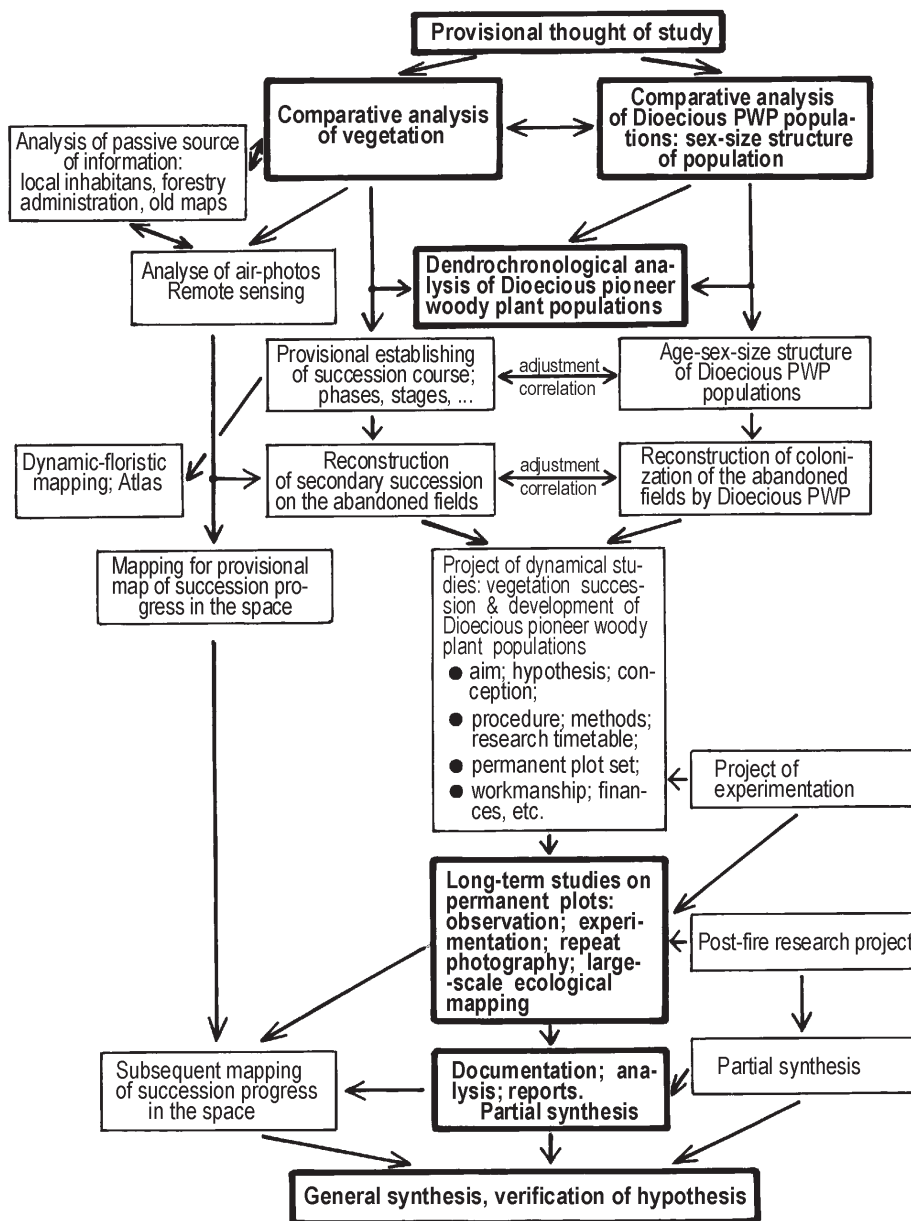 Provisional thought of study
Comparative analysis
of vegetation
Comparative analysis
of Dioecious PWP popula-
tions: sex-size structure
of population
Analysis of passive source
of information:
local inhabitans, forestry
administration, old maps
Analyse of air-photos
Remote sensing
Dendrochronological ana-
lysis of Dioecious pioneer
woody plant populations
Provisional establishing
of succession course;
phases, stages, ...
adjustment
correlation
Age-sex-size structure
of Dioecious PWP
populations
Dynamic-floristic
mapping; Atlas
Reconstruction
of secondary succession
on the abandoned fields
adjustment
correlation
Reconstruction of coloni-
zation of the abandoned
fields by Dioecious PWP
Mapping for provisional
map of succession pro-
gress in the space
Project of dynamical stu-
dies: vegetation succes-
sion & development of
Dioecious pioneer woody
plant populations
● aim; hypothesis; con-
ception;
● procedure; methods;
research timetable;
● permanent plot set;
● workmanship; finan-
ces, etc.
Project of
experimentation
Long-term studies on
permanent plots:
observation; experi-
mentation; repeat
photography; large-
-scale ecological
mapping
Post-fire research project
Subsequent mapping
of succession progress
in the space
Documentation; ana-
lysis; reports.
Partial synthesis
Partial synthesis
General synthesis, verification of hypothesis